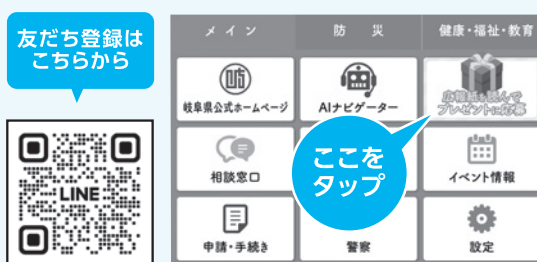 友だち登録は
こちらから
LINE
メイン
防 災
健康・福祉・教育
岐阜県公式ホームページ
AIナビゲーター
広報紙を読んで
プレゼントに応募
相談窓口
ここを
タップ
イベント情報
申請・手続き
警察
設定